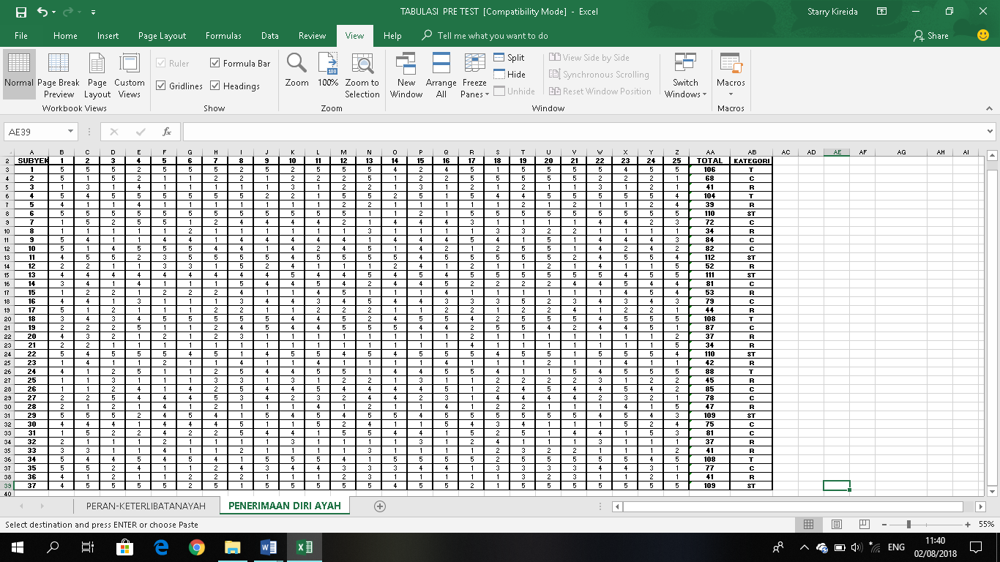 TABULASI PRE TEST [Compatibility Mode] - Excel
Starry Kireida
File Home Insert Page Layout Formulas Data Review View Help Tell me what you want to do Share
Normal Page Break Preview Page Layout Custom Views
Ruler Formula Bar
Gridlines Headings
Zoom 100% Zoom to Selection
New Window Arrange All Freeze Panes
Split
Hide
Unhide
View Side by Side
Synchronous Scrolling
Reset Window Position
Switch Windows Macros
Workbook Views Show Zoom Window Macros
AE39 fx
A B C D E F G H I J K L M N O P Q R S T U V W X Y Z AA AB AC AD AE AF AG AH AI
2 SUBYEK 1 2 3 4 5 6 7 8 9 10 11 12 13 14 15 16 17 18 19 20 21 22 23 24 25 TOTAL KATEGORI
3 1 5 5 5 2 5 5 5 2 5 2 5 5 5 4 2 4 5 1 5 5 5 5 4 5 5 106 T
4 2 5 1 5 2 1 1 2 2 1 2 2 2 5 1 2 2 5 5 5 5 5 2 2 2 1 68 C
5 3 1 3 1 4 1 1 1 1 1 3 1 2 2 1 3 1 2 1 2 1 1 3 1 2 1 41 R
6 4 5 4 5 5 5 5 5 5 2 2 1 5 5 2 5 1 5 4 4 5 5 5 5 5 4 104 T
7 5 4 1 1 4 1 1 1 1 1 1 1 2 2 1 1 1 1 1 2 1 2 1 1 2 4 39 R
8 6 5 5 5 5 5 5 5 5 5 5 5 5 1 1 2 1 5 5 5 5 5 5 5 5 5 110 ST
9 7 1 5 2 5 5 1 2 4 4 4 4 2 1 4 4 4 3 1 1 1 1 4 4 2 3 72 C
10 8 1 1 1 1 1 2 1 1 1 1 1 1 3 1 1 1 1 3 3 2 2 1 1 1 1 34 R
11 9 5 4 1 1 4 4 1 4 4 4 4 4 1 4 4 4 5 4 1 5 1 4 4 4 3 84 C
12 10 5 1 4 5 5 5 4 4 1 4 2 4 5 1 4 2 1 2 5 5 1 4 2 4 2 82 C
13 11 4 5 5 2 3 5 5 5 5 4 5 5 5 5 4 5 5 5 5 5 2 4 5 5 4 112 ST
14 12 2 2 1 1 3 3 1 5 2 4 1 1 1 2 4 1 2 1 1 2 1 4 1 1 5 52 R
15 13 4 4 4 4 4 4 4 4 4 5 4 4 5 4 5 4 5 5 5 5 5 5 4 5 5 111 ST
16 14 3 4 1 4 1 1 1 5 4 4 5 4 2 4 4 5 2 2 2 2 4 4 5 4 4 81 C
17 15 1 2 2 1 2 2 2 4 1 1 4 5 1 1 1 4 1 1 1 1 1 1 4 5 4 53 R
18 16 4 4 1 3 1 1 1 3 4 4 3 4 5 4 4 3 3 3 5 2 3 4 3 4 3 79 C
19 17 5 1 2 1 1 1 2 2 1 1 2 2 2 1 1 2 2 1 2 2 4 1 2 2 1 44 R
20 18 3 4 3 4 5 5 5 5 5 4 4 5 2 4 5 5 4 2 5 5 5 4 5 5 5 108 T
21 19 2 2 2 5 1 1 2 4 5 4 4 5 5 5 4 4 2 5 5 4 2 4 4 5 1 87 C
22 20 4 3 2 1 2 1 2 3 1 1 1 1 1 1 1 1 2 1 1 1 1 1 1 1 2 37 R
23 21 2 2 1 1 1 1 1 1 1 1 1 1 1 1 1 1 4 1 1 1 1 1 1 1 5 34 R
24 22 5 4 5 5 5 4 5 1 4 5 5 4 5 4 5 5 5 4 5 5 1 5 5 5 4 110 ST
25 23 1 4 1 1 2 1 1 4 1 1 4 1 1 1 1 4 1 1 1 2 1 1 4 1 1 42 R
26 24 4 1 2 5 1 1 2 5 4 4 5 5 1 4 4 5 5 4 1 1 5 4 5 5 5 88 T
27 25 1 1 3 1 1 1 3 3 1 3 1 2 2 1 3 1 1 2 2 2 2 3 1 2 2 45 R
28 26 1 1 2 4 1 4 2 5 4 4 5 4 4 4 4 5 1 2 4 5 4 4 5 4 2 85 C
29 27 2 2 5 4 4 4 5 3 4 2 3 2 4 4 2 3 1 4 4 4 4 2 3 2 1 78 C
30 28 2 1 2 1 4 1 2 1 1 1 4 1 2 1 1 4 1 2 2 1 1 1 4 1 5 47 R
31 29 5 5 5 2 4 5 4 1 5 4 5 4 5 5 5 4 5 5 5 5 5 4 5 4 5 109 ST
32 30 4 4 4 1 4 4 4 5 1 1 5 2 4 1 1 5 4 3 4 1 1 1 5 2 4 75 C
33 31 1 5 2 2 4 2 2 5 4 4 1 5 5 4 4 1 5 2 5 1 4 4 1 5 3 81 C
34 32 2 1 1 1 2 1 1 1 1 3 1 1 1 1 3 1 2 4 1 1 1 3 1 1 1 37 R
35 33 3 3 1 1 4 1 1 2 1 1 1 1 3 1 1 1 1 2 3 2 2 1 1 1 2 41 R
36 34 5 4 4 5 4 5 4 1 5 5 5 4 1 5 5 5 5 2 5 5 5 5 5 4 5 108 T
37 35 5 5 2 4 1 1 2 4 3 4 4 3 3 3 4 4 1 3 3 3 3 4 4 3 1 77 C
38 36 4 1 2 1 1 2 2 2 1 1 1 2 3 1 1 1 1 1 3 2 3 1 1 2 1 41 R
39 37 4 5 5 5 5 2 5 1 5 5 5 5 5 4 5 5 2 1 5 5 5 5 5 5 5 109 ST
40
PERAN-KETERLIBATANAYAH PENERIMAAN DIRI AYAH
Select destination and press ENTER or choose Paste 55%
ENG 11:40
02/08/2018